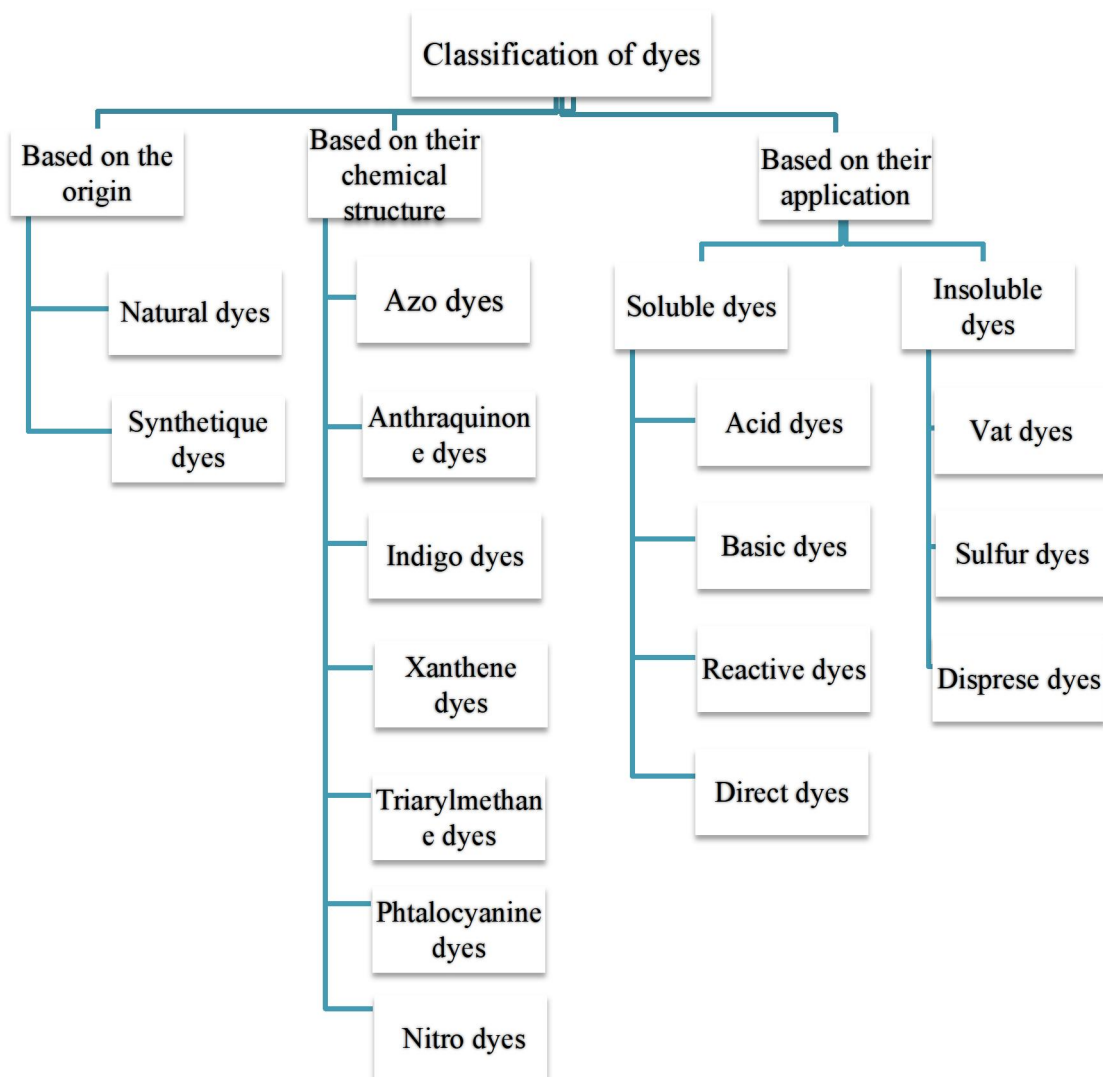 Classification of dyes
Based on the
origin
Natural dyes
Synthetique
dyes
Based on their
chemical
structure
Azo dyes
Anthraquinon
e dyes
Indigo dyes
Xanthene
dyes
Triarylmethan
e dyes
Phtalocyanine
dyes
Nitro dyes
Based on their
application
Soluble dyes
Acid dyes
Basic dyes
Reactive dyes
Direct dyes
Insoluble
dyes
Vat dyes
Sulfur dyes
Disprese dyes